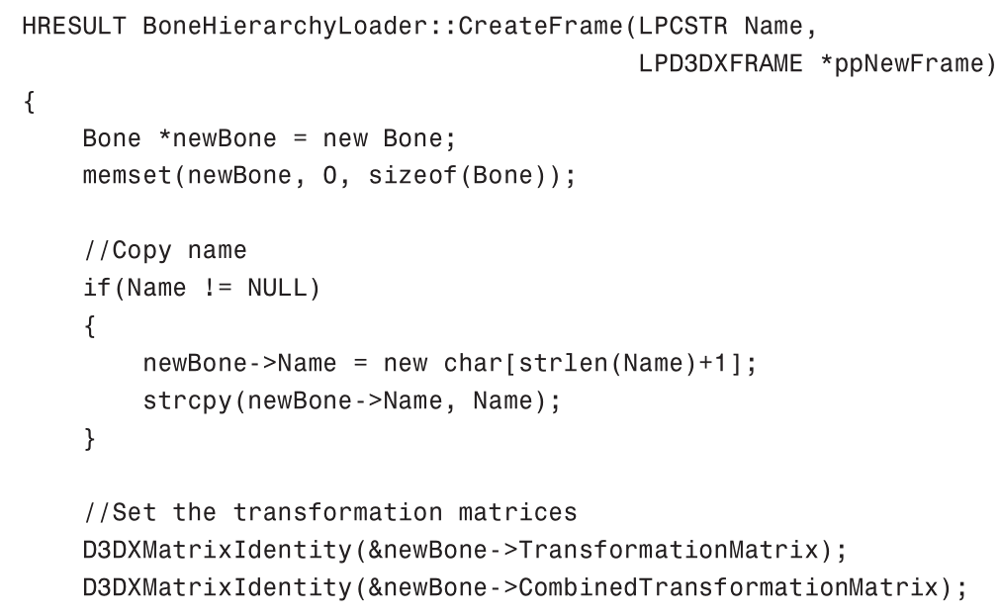 HRESULT BoneHierarchyLoader::CreateFrame(LPCSTR Name,
                                         LPD3DXFRAME *ppNewFrame)
{
    Bone *newBone = new Bone;
    memset(newBone, 0, sizeof(Bone));

    //Copy name
    if(Name != NULL)
    {
        newBone->Name = new char[strlen(Name)+1];
        strcpy(newBone->Name, Name);
    }

    //Set the transformation matrices
    D3DXMatrixIdentity(&newBone->TransformationMatrix);
    D3DXMatrixIdentity(&newBone->CombinedTransformationMatrix);